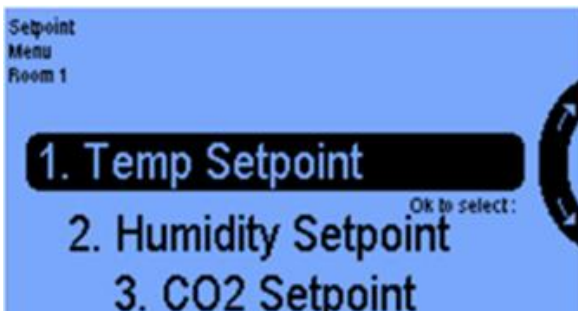 Setpoint
Menu
Room 1
1. Temp Setpoint
Ok to select:
2. Humidity Setpoint
3. CO2 Setpoint